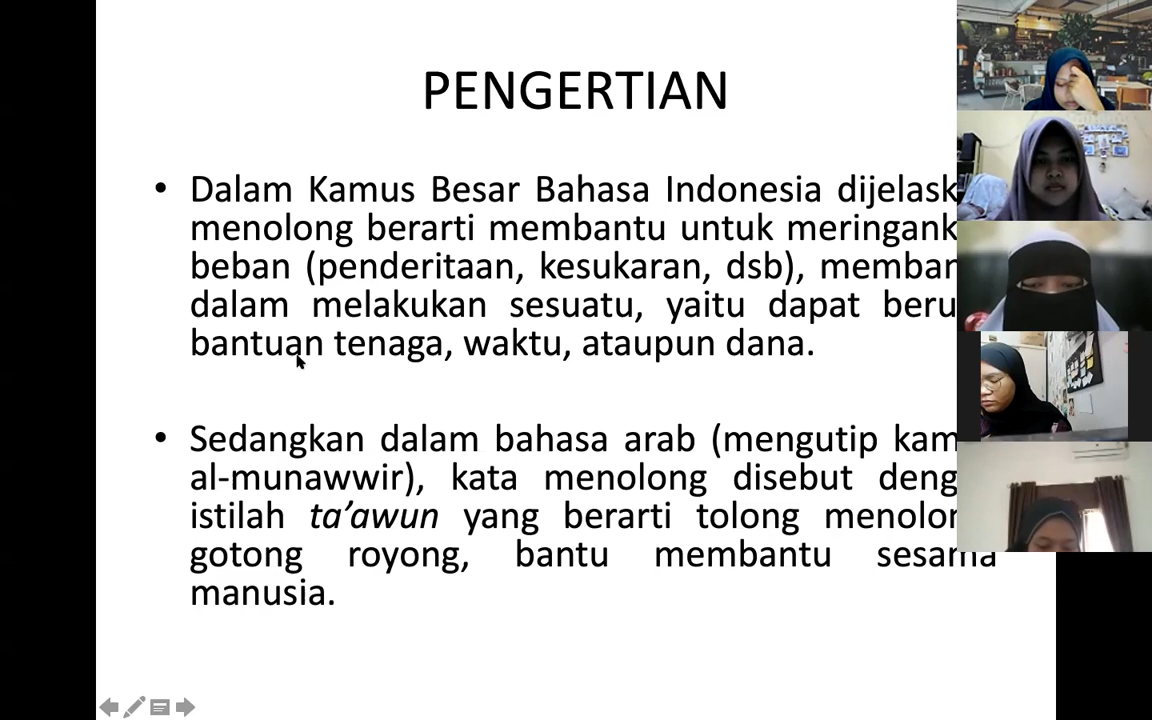 PENGERTIAN
• Dalam Kamus Besar Bahasa Indonesia
menolong berarti membantu untuk
beban (penderitaan, kesukaran, dsb),
dalam melakukan sesuatu, yaitu dapat
bantuan tenaga, waktu, ataupun dana.
• Sedangkan dalam bahasa arab (mengutip
al-munawwir), kata menolong disebut
istilah ta’awun yang berarti tolong
gotong royong, bantu membantu sesama
manusia.